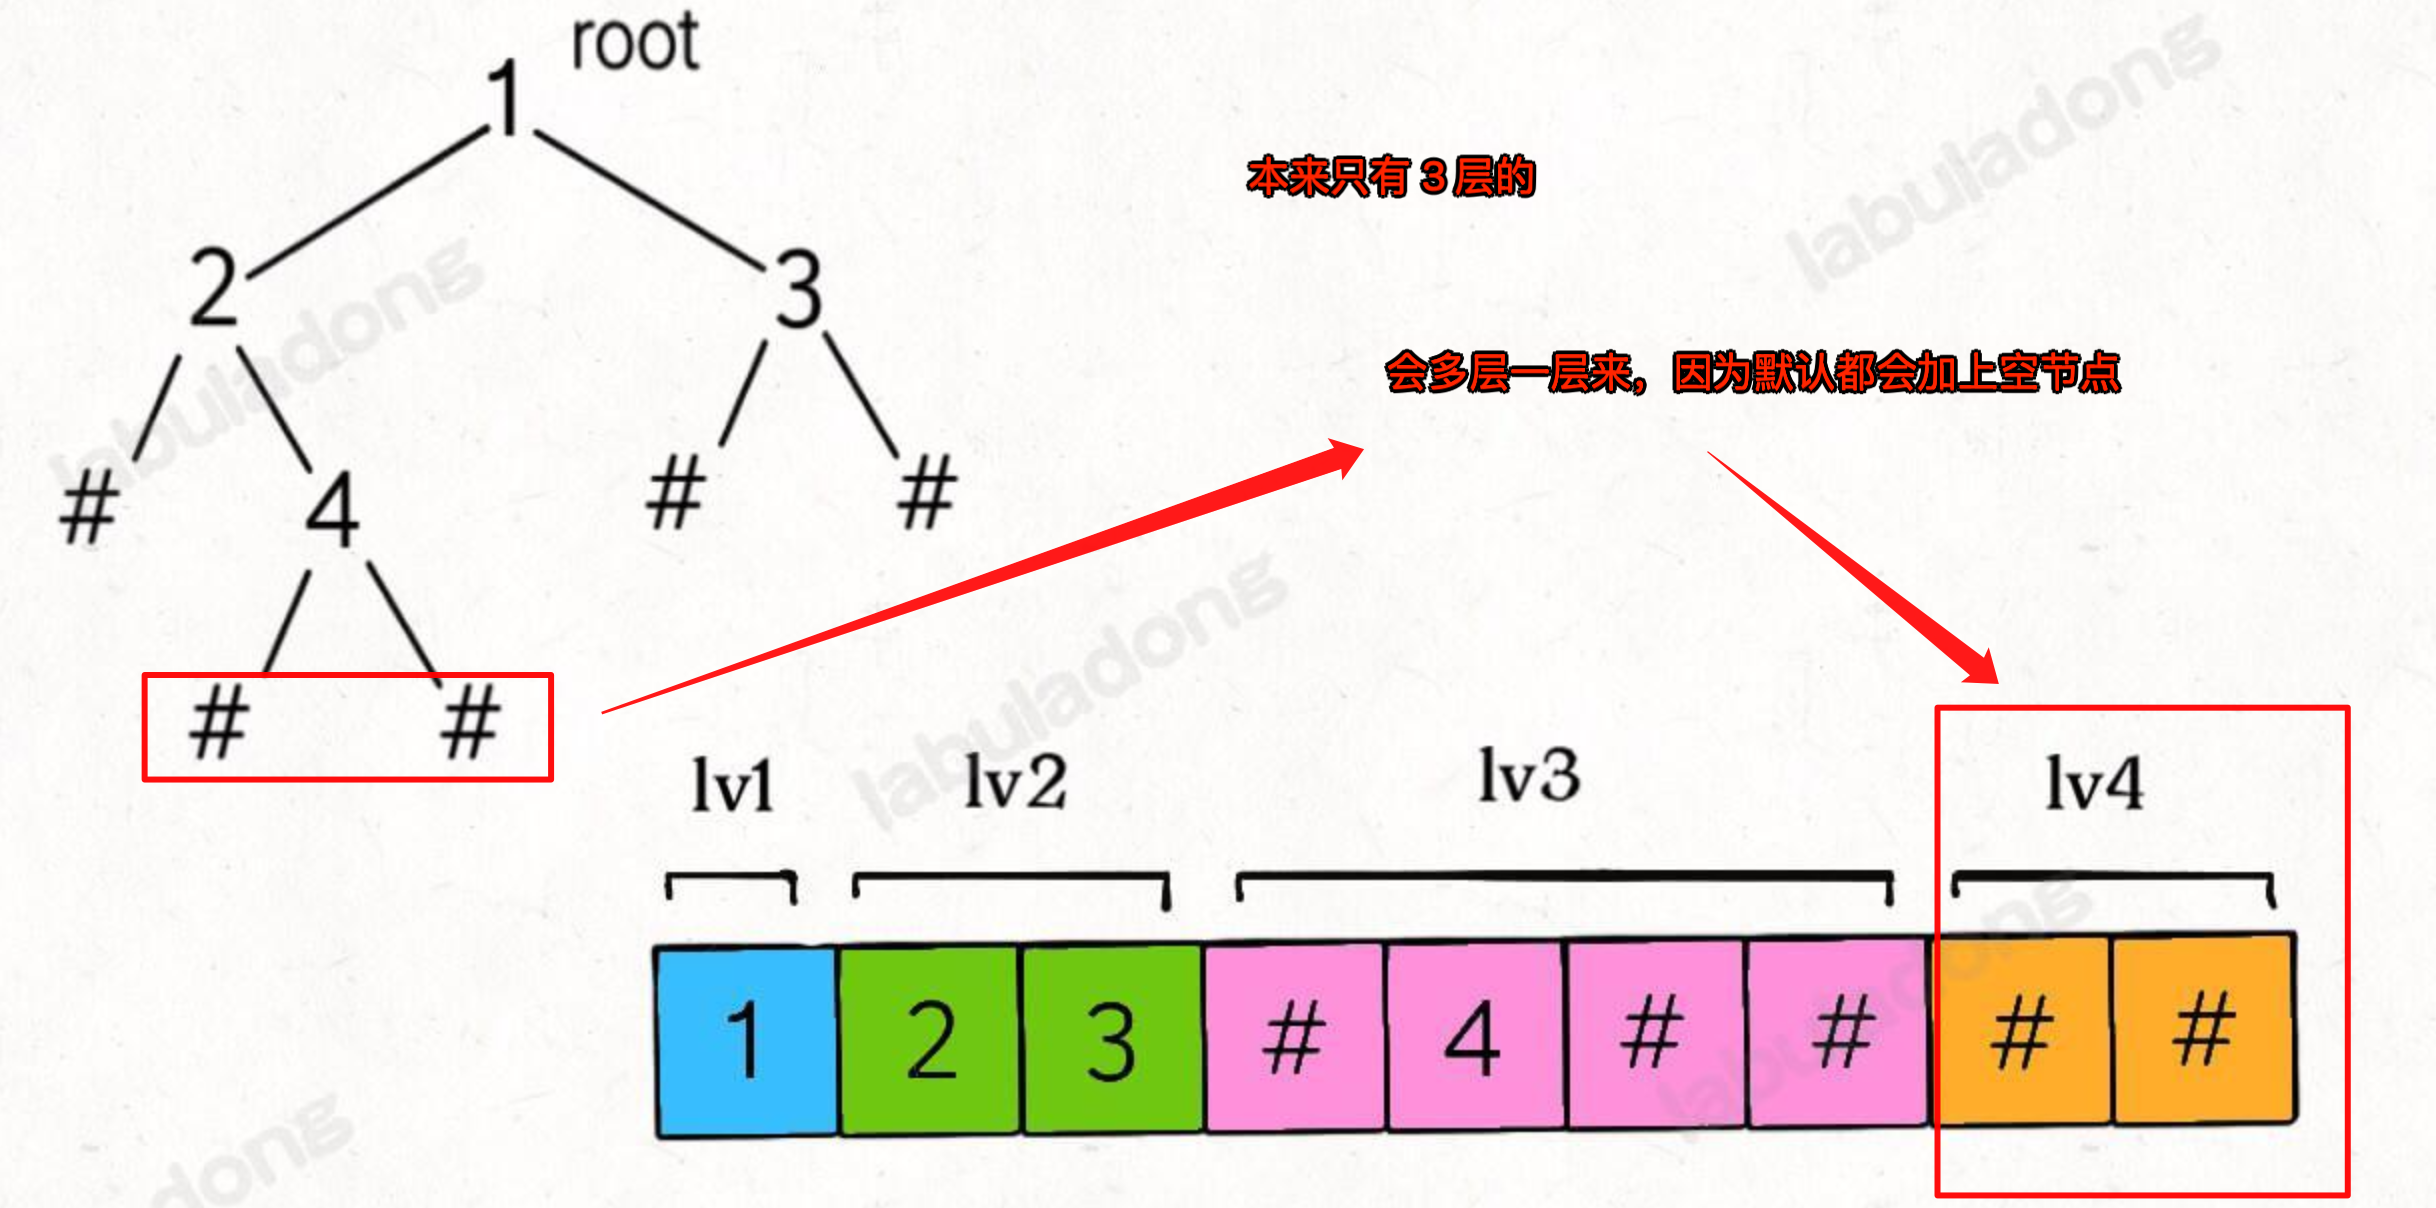 root
1
本来只有 3 层的
2 3
会多层一层来，因为默认都会加上空节点
# 4 # #
# #
lv1 lv2 lv3 lv4
1 2 3 # 4 # # # #
labuladong
labuladong
labuladong
labuladong
dong